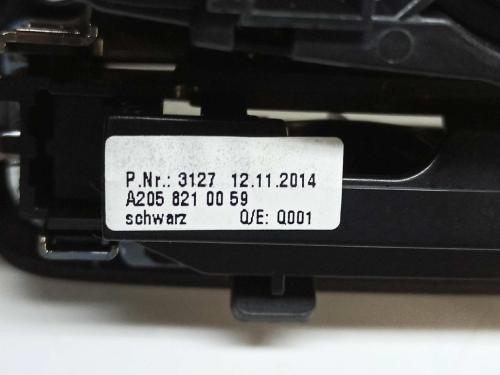 P.Nr.: 3127 12.11.2014
A205 821 00 59
schwarz Q/E: Q001